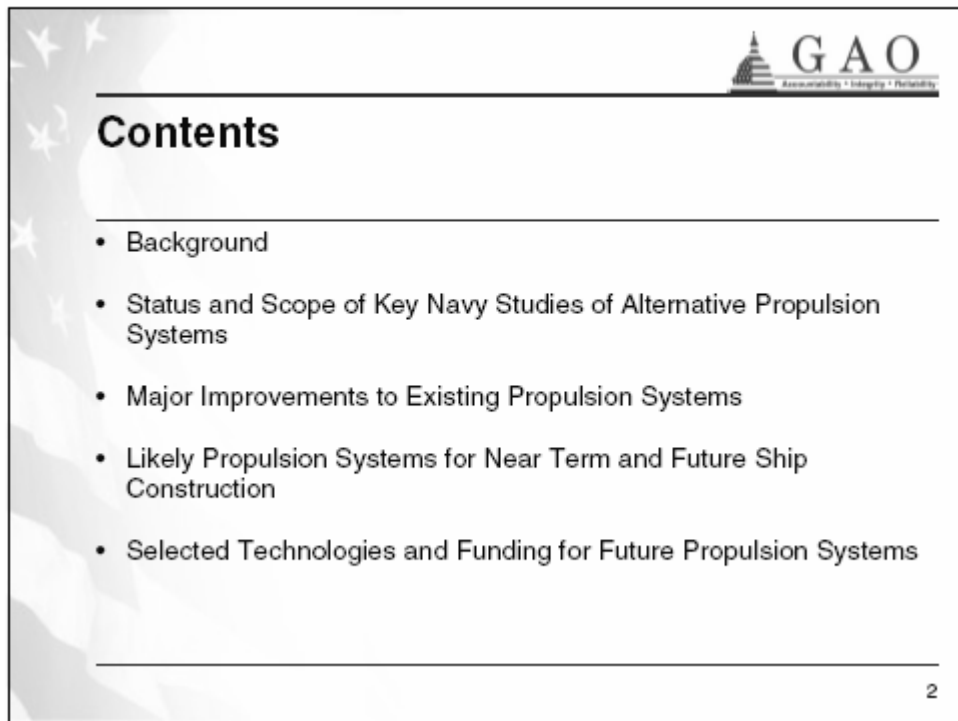 GAO
Accountability * Integrity * Reliability
Contents
• Background
• Status and Scope of Key Navy Studies of Alternative Propulsion
Systems
• Major Improvements to Existing Propulsion Systems
• Likely Propulsion Systems for Near Term and Future Ship
Construction
• Selected Technologies and Funding for Future Propulsion Systems
2